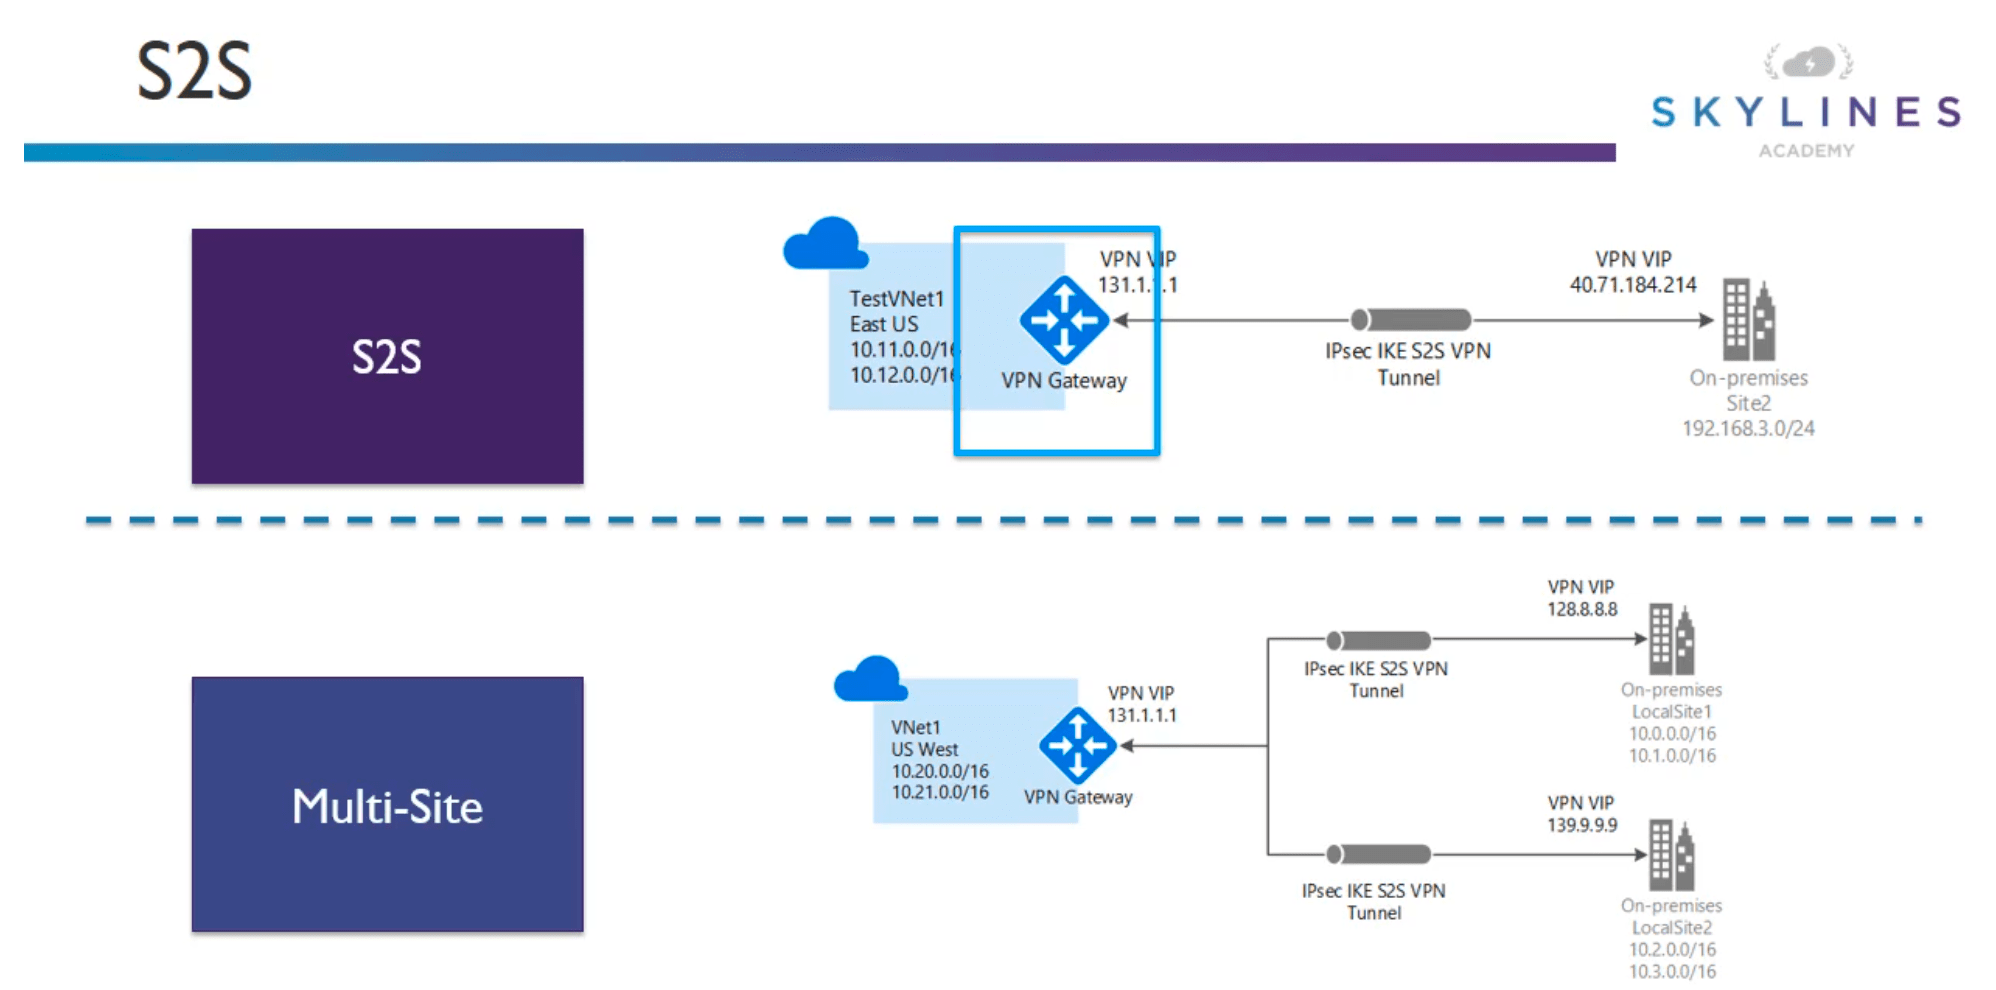 S2S
SKYLINES
ACADEMY
S2S
TestVNet1
East US
10.11.0.0/16
10.12.0.0/16
VPN Gateway
VPN VIP
131.1.1.1
IPsec IKE S2S VPN
Tunnel
VPN VIP
40.71.184.214
On-premises
Site2
192.168.3.0/24
Multi-Site
VNet1
US West
10.20.0.0/16
10.21.0.0/16
VPN Gateway
VPN VIP
131.1.1.1
IPsec IKE S2S VPN
Tunnel
VPN VIP
128.8.8.8
On-premises
LocalSite1
10.0.0.0/16
10.1.0.0/16
IPsec IKE S2S VPN
Tunnel
VPN VIP
139.9.9.9
On-premises
LocalSite2
10.2.0.0/16
10.3.0.0/16